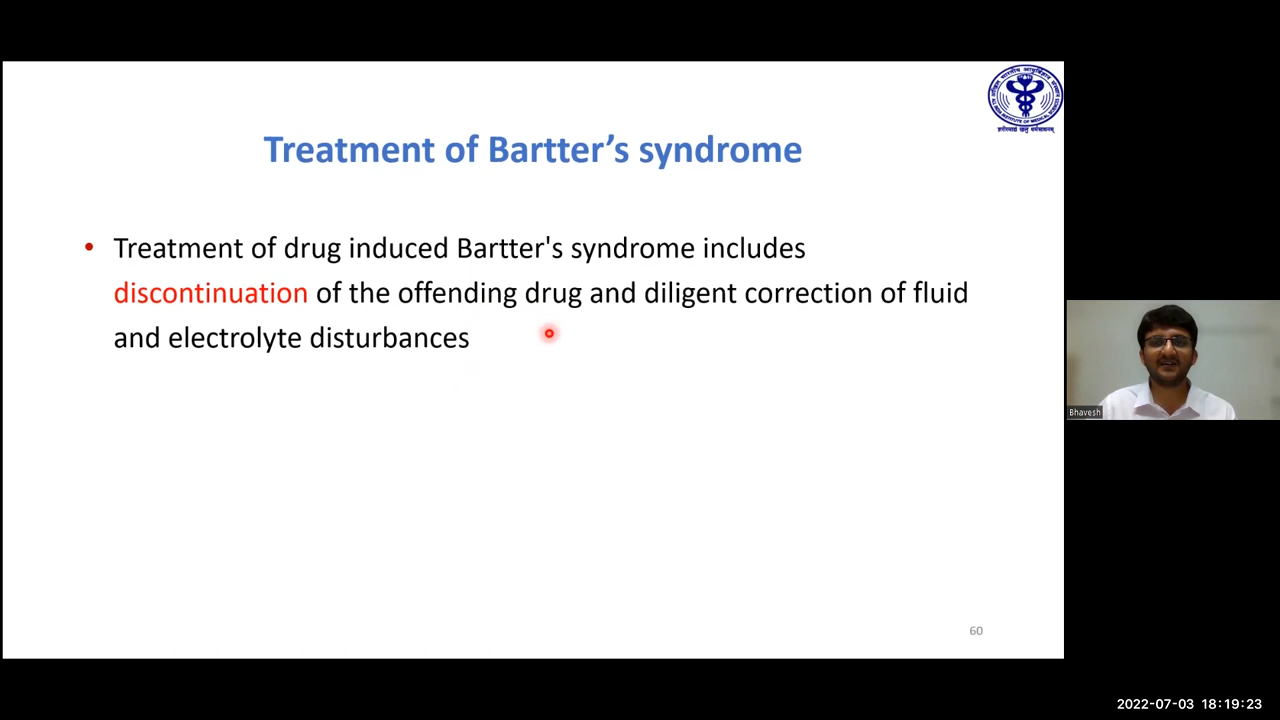 Treatment of Bartter’s syndrome
• Treatment of drug induced Bartter's syndrome includes
discontinuation of the offending drug and diligent correction of fluid
and electrolyte disturbances
Bhavesh
60
2022-07-03 18:19:23